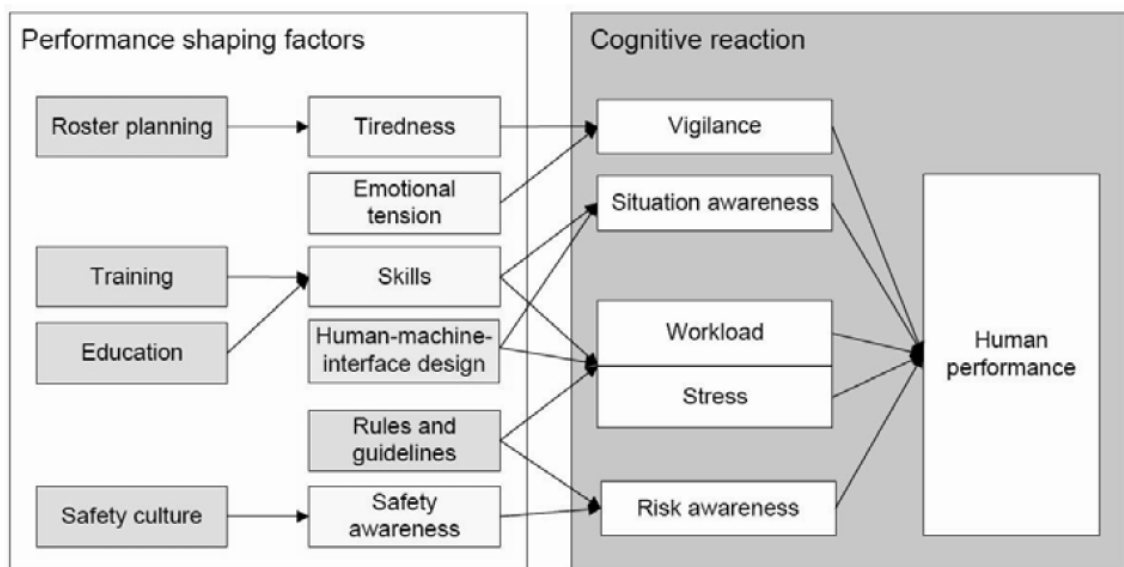 Performance shaping factors
Cognitive reaction
Roster planning
Tiredness
Vigilance
Emotional
tension
Situation awareness
Training
Skills
Education
Human-machine-
interface design
Workload
Stress
Human
performance
Rules and
guidelines
Safety culture
Safety
awareness
Risk awareness